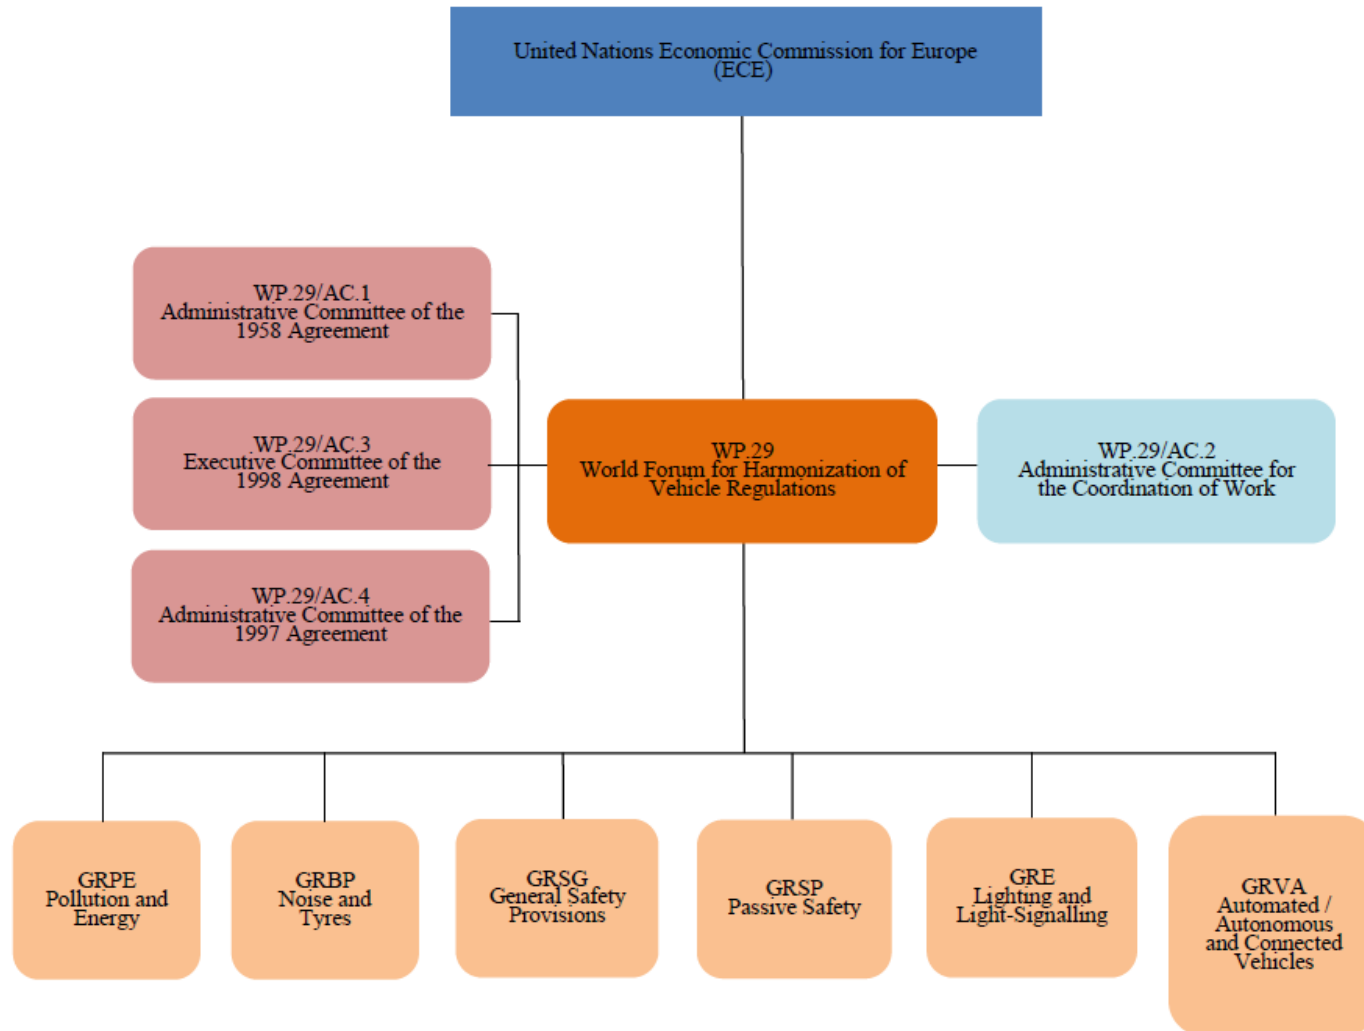 United Nations Economic Commission for Europe
(ECE)
WP.29/AC.1
Administrative Committee of the
1958 Agreement
WP.29/AC.3
Executive Committee of the
1998 Agreement
WP.29/AC.4
Administrative Committee of the
1997 Agreement
WP.29
World Forum for Harmonization of
Vehicle Regulations
WP.29/AC.2
Administrative Committee for
the Coordination of Work
GRPE
Pollution and
Energy
GRBP
Noise and
Tyres
GRSG
General Safety
Provisions
GRSP
Passive Safety
GRE
Lighting and
Light-Signalling
GRVA
Automated /
Autonomous
and Connected
Vehicles